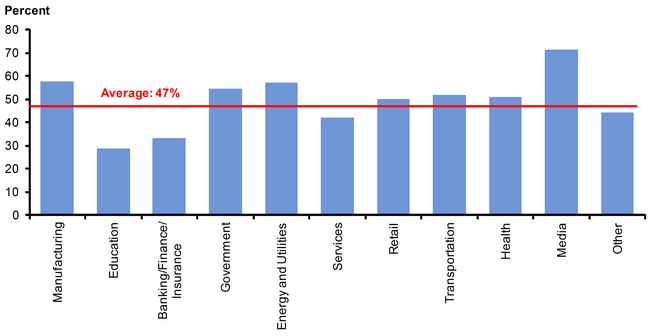 Percent
80
70
60
50
40
30
20
10
0
Average: 47%
Manufacturing
Education
Banking/Finance/
Insurance
Government
Energy and Utilities
Services
Retail
Transportation
Health
Media
Other